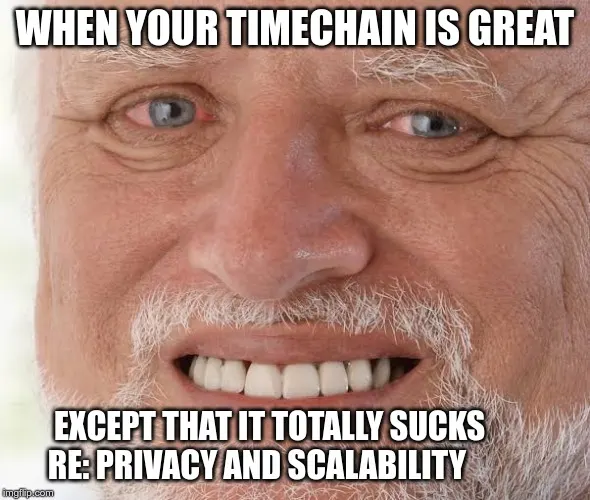 WHEN YOUR TIMECHAIN IS GREAT
EXCEPT THAT IT TOTALLY SUCKS
RE: PRIVACY AND SCALABILITY
imgflip.com